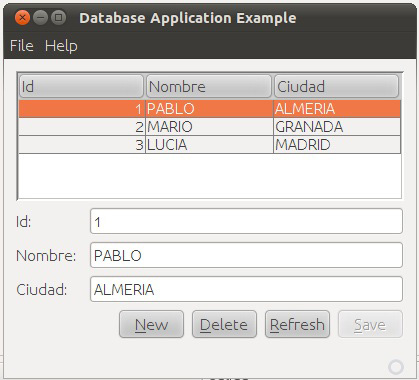 Database Application Example
File Help
Id Nombre Ciudad
1 PABLO ALMERIA
2 MARIO GRANADA
3 LUCIA MADRID
Id: 1
Nombre: PABLO
Ciudad: ALMERIA
New Delete Refresh Save